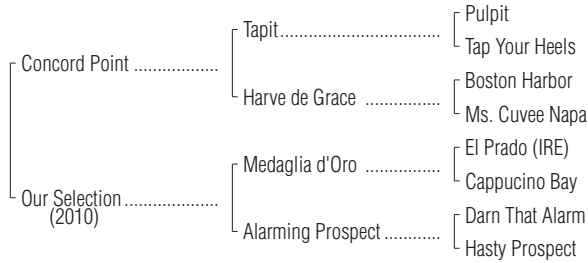 Pulpit
Tapit
Tap Your Heels
Concord Point
Boston Harbor
Harve de Grace
Ms. Cuvee Napa
El Prado (IRE)
Medaglia d'Oro
Cappucino Bay
Our Selection
(2010)
Darn That Alarm
Alarming Prospect
Hasty Prospect